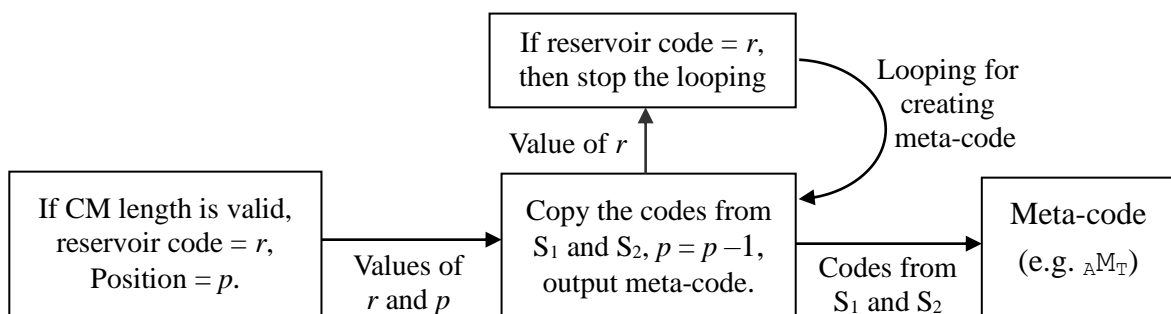 If reservoir code = r,
then stop the looping
Looping for
creating
meta-code
Value of r
If CM length is valid,
reservoir code = r,
Position = p.
Values of
r and p
Copy the codes from
S₁ and S₂, p = p –1,
output meta-code.
Codes from
S₁ and S₂
Meta-code
(e.g. ₐMₜ)